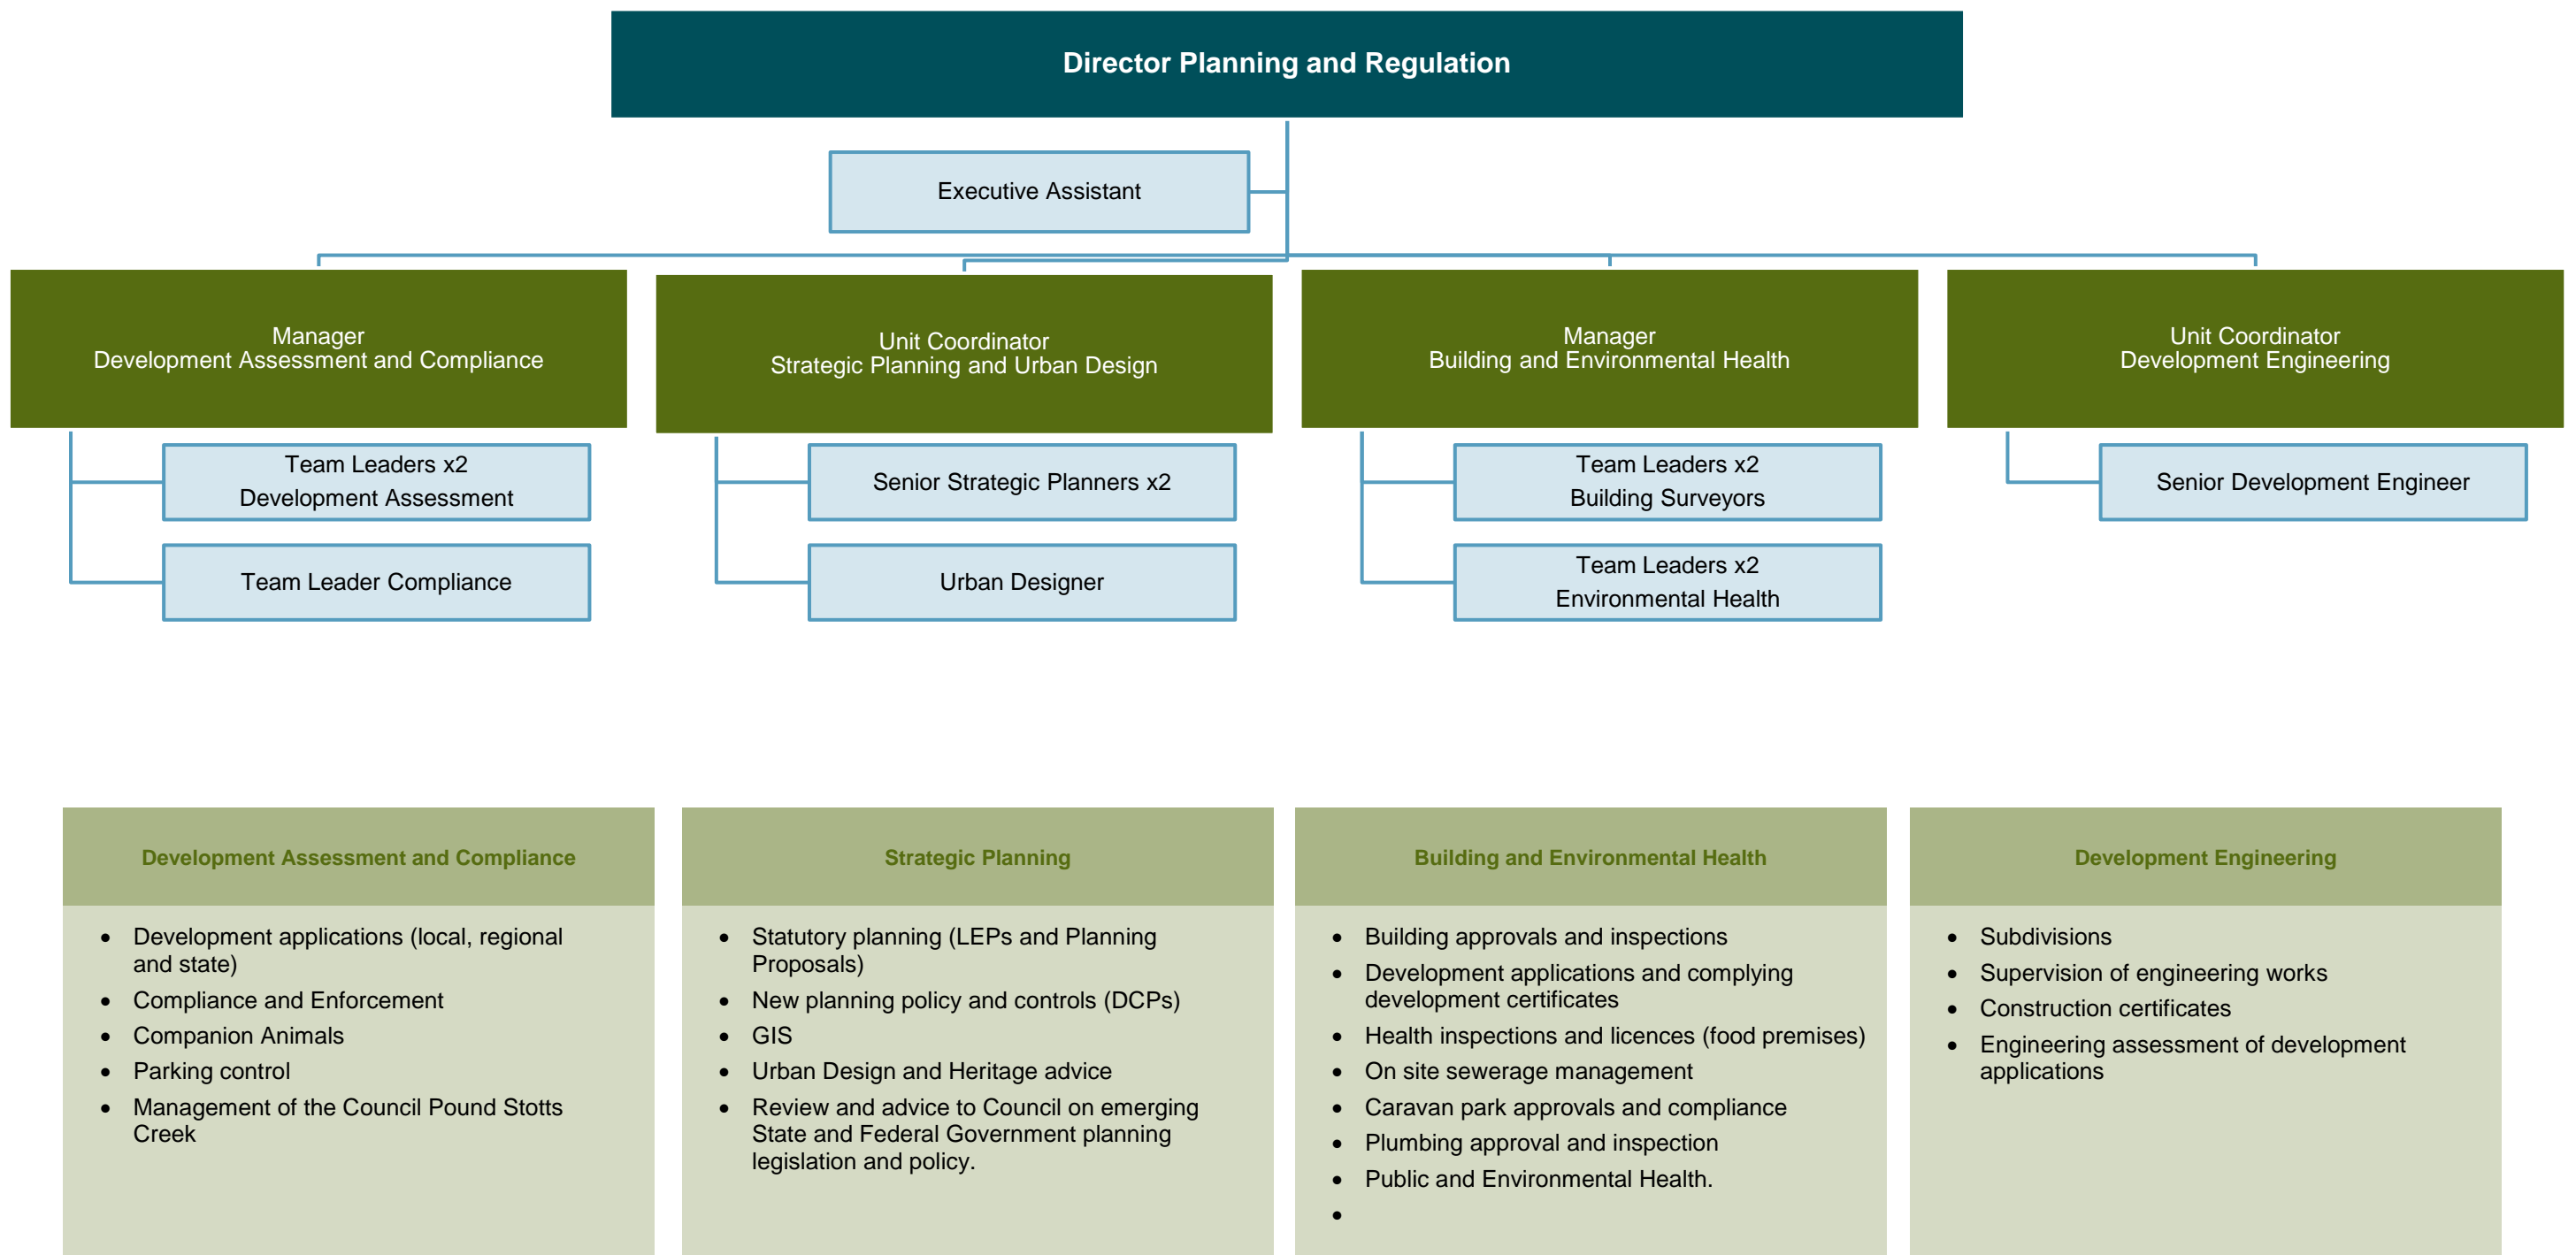 Director Planning and Regulation
Executive Assistant
Manager
Development Assessment and Compliance
Unit Coordinator
Strategic Planning and Urban Design
Manager
Building and Environmental Health
Unit Coordinator
Development Engineering
Team Leaders x2
Development Assessment
Team Leader Compliance
Senior Strategic Planners x2
Urban Designer
Team Leaders x2
Building Surveyors
Team Leaders x2
Environmental Health
Senior Development Engineer
Development Assessment and Compliance
• Development applications (local, regional
and state)
• Compliance and Enforcement
• Companion Animals
• Parking control
• Management of the Council Pound Stotts
Creek
Strategic Planning
• Statutory planning (LEPs and Planning
Proposals)
• New planning policy and controls (DCPs)
• GIS
• Urban Design and Heritage advice
• Review and advice to Council on emerging
State and Federal Government planning
legislation and policy.
Building and Environmental Health
• Building approvals and inspections
• Development applications and complying
development certificates
• Health inspections and licences (food premises)
• On site sewerage management
• Caravan park approvals and compliance
• Plumbing approval and inspection
• Public and Environmental Health.
•
Development Engineering
• Subdivisions
• Supervision of engineering works
• Construction certificates
• Engineering assessment of development
applications